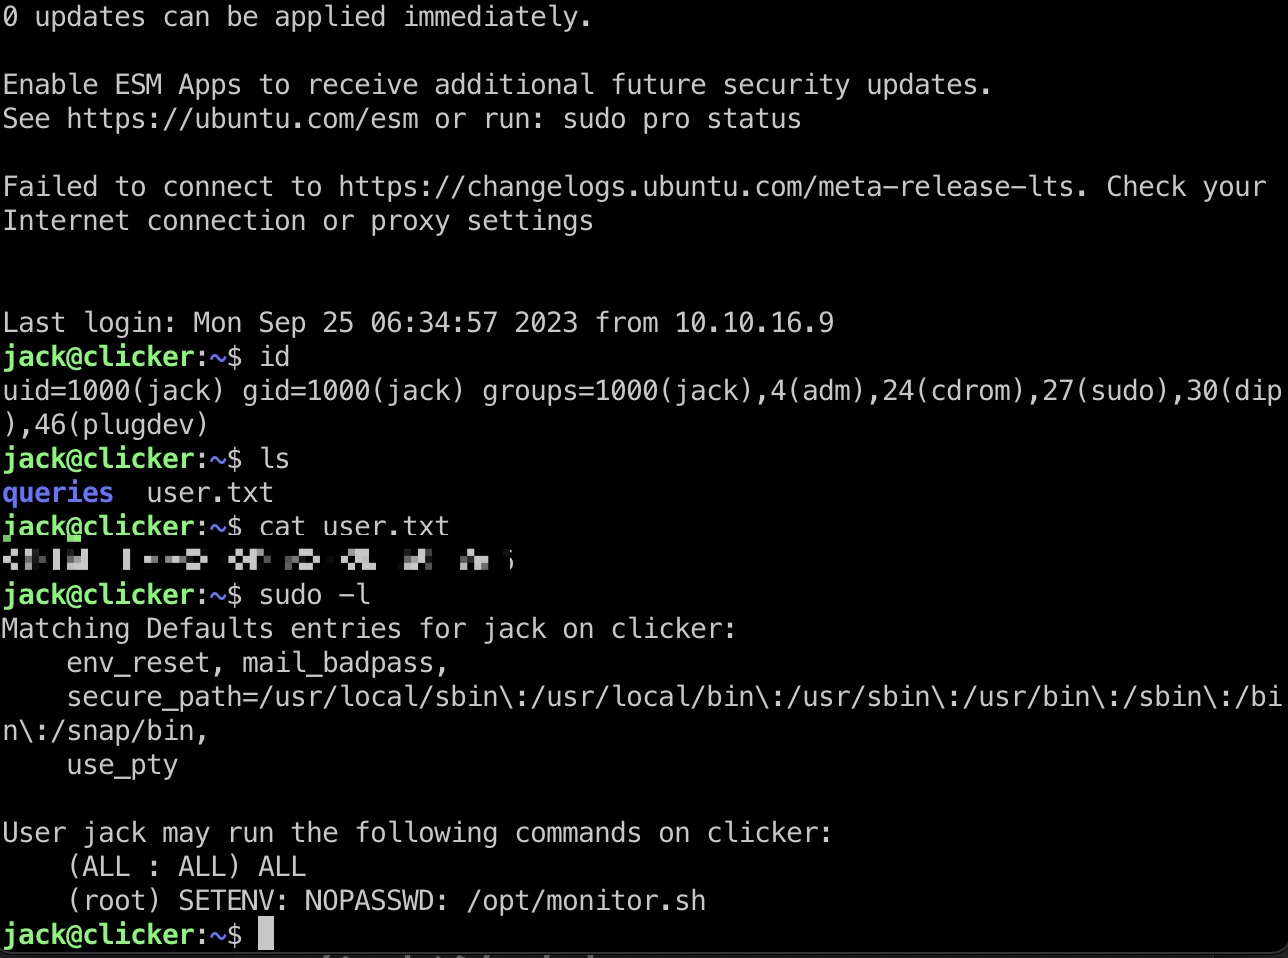 0 updates can be applied immediately.
Enable ESM Apps to receive additional future security updates.
See https://ubuntu.com/esm or run: sudo pro status
Failed to connect to https://changelogs.ubuntu.com/meta-release-lts. Check your
Internet connection or proxy settings
Last login: Mon Sep 25 06:34:57 2023 from 10.10.16.9
jack@clicker:~$ id
uid=1000(jack) gid=1000(jack) groups=1000(jack),4(adm),24(cdrom),27(sudo),30(dip
),46(plugdev)
jack@clicker:~$ ls
queries  user.txt
jack@clicker:~$ cat user.txt
jack@clicker:~$ sudo -l
Matching Defaults entries for jack on clicker:
    env_reset, mail_badpass,
    secure_path=/usr/local/sbin\:/usr/local/bin\:/usr/sbin\:/usr/bin\:/sbin\:/bi
n\:/snap/bin,
    use_pty
User jack may run the following commands on clicker:
    (ALL : ALL) ALL
    (root) SETENV: NOPASSWD: /opt/monitor.sh
jack@clicker:~$